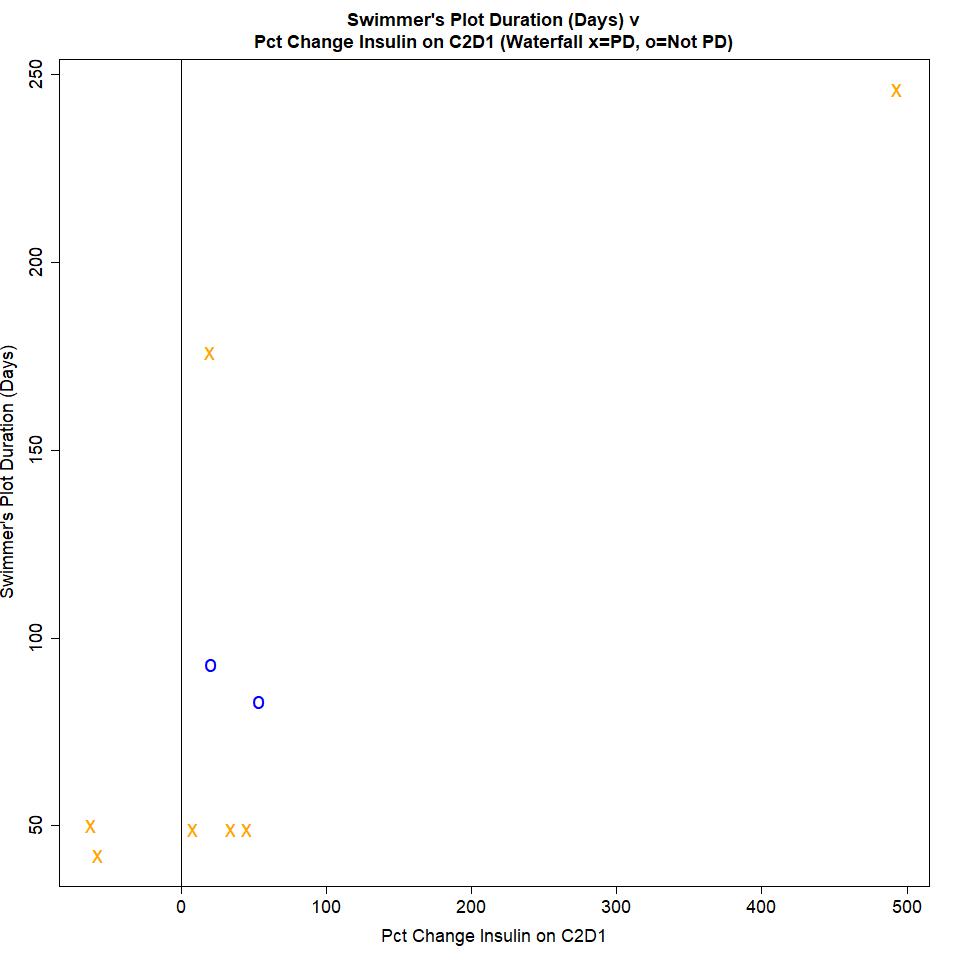 Swimmer's Plot Duration (Days) v
Pct Change Insulin on C2D1 (Waterfall x=PD, o=Not PD)
Swimmer's Plot Duration (Days)
250
200
150
100
50
X
X
O
O
X
X
X
X
X
0
100
200
300
400
500
Pct Change Insulin on C2D1